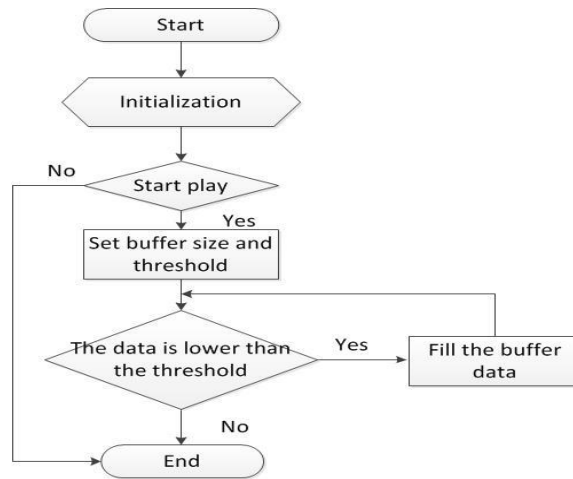 Start
Initialization
No
Start play
Yes
Set buffer size and
threshold
The data is lower than
the threshold
Yes
Fill the buffer
data
No
End